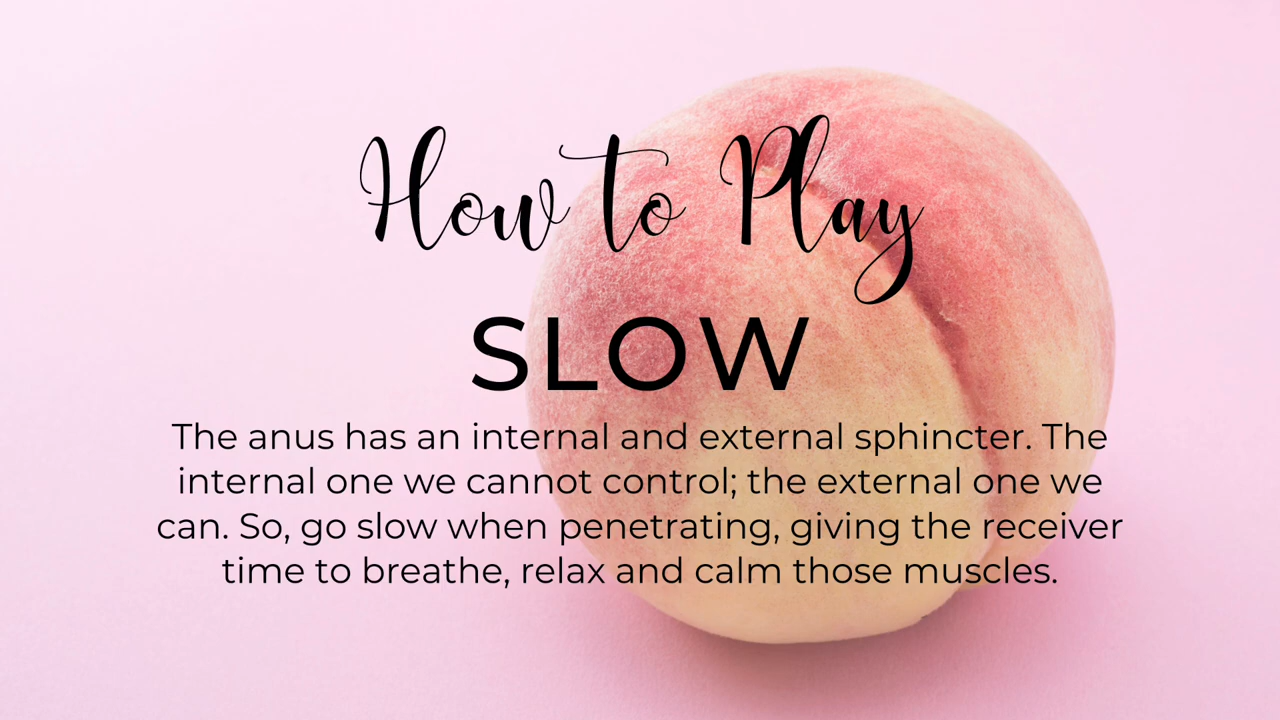 How to Play
SLOW
The anus has an internal and external sphincter. The
internal one we cannot control; the external one we
can. So, go slow when penetrating, giving the receiver
time to breathe, relax and calm those muscles.